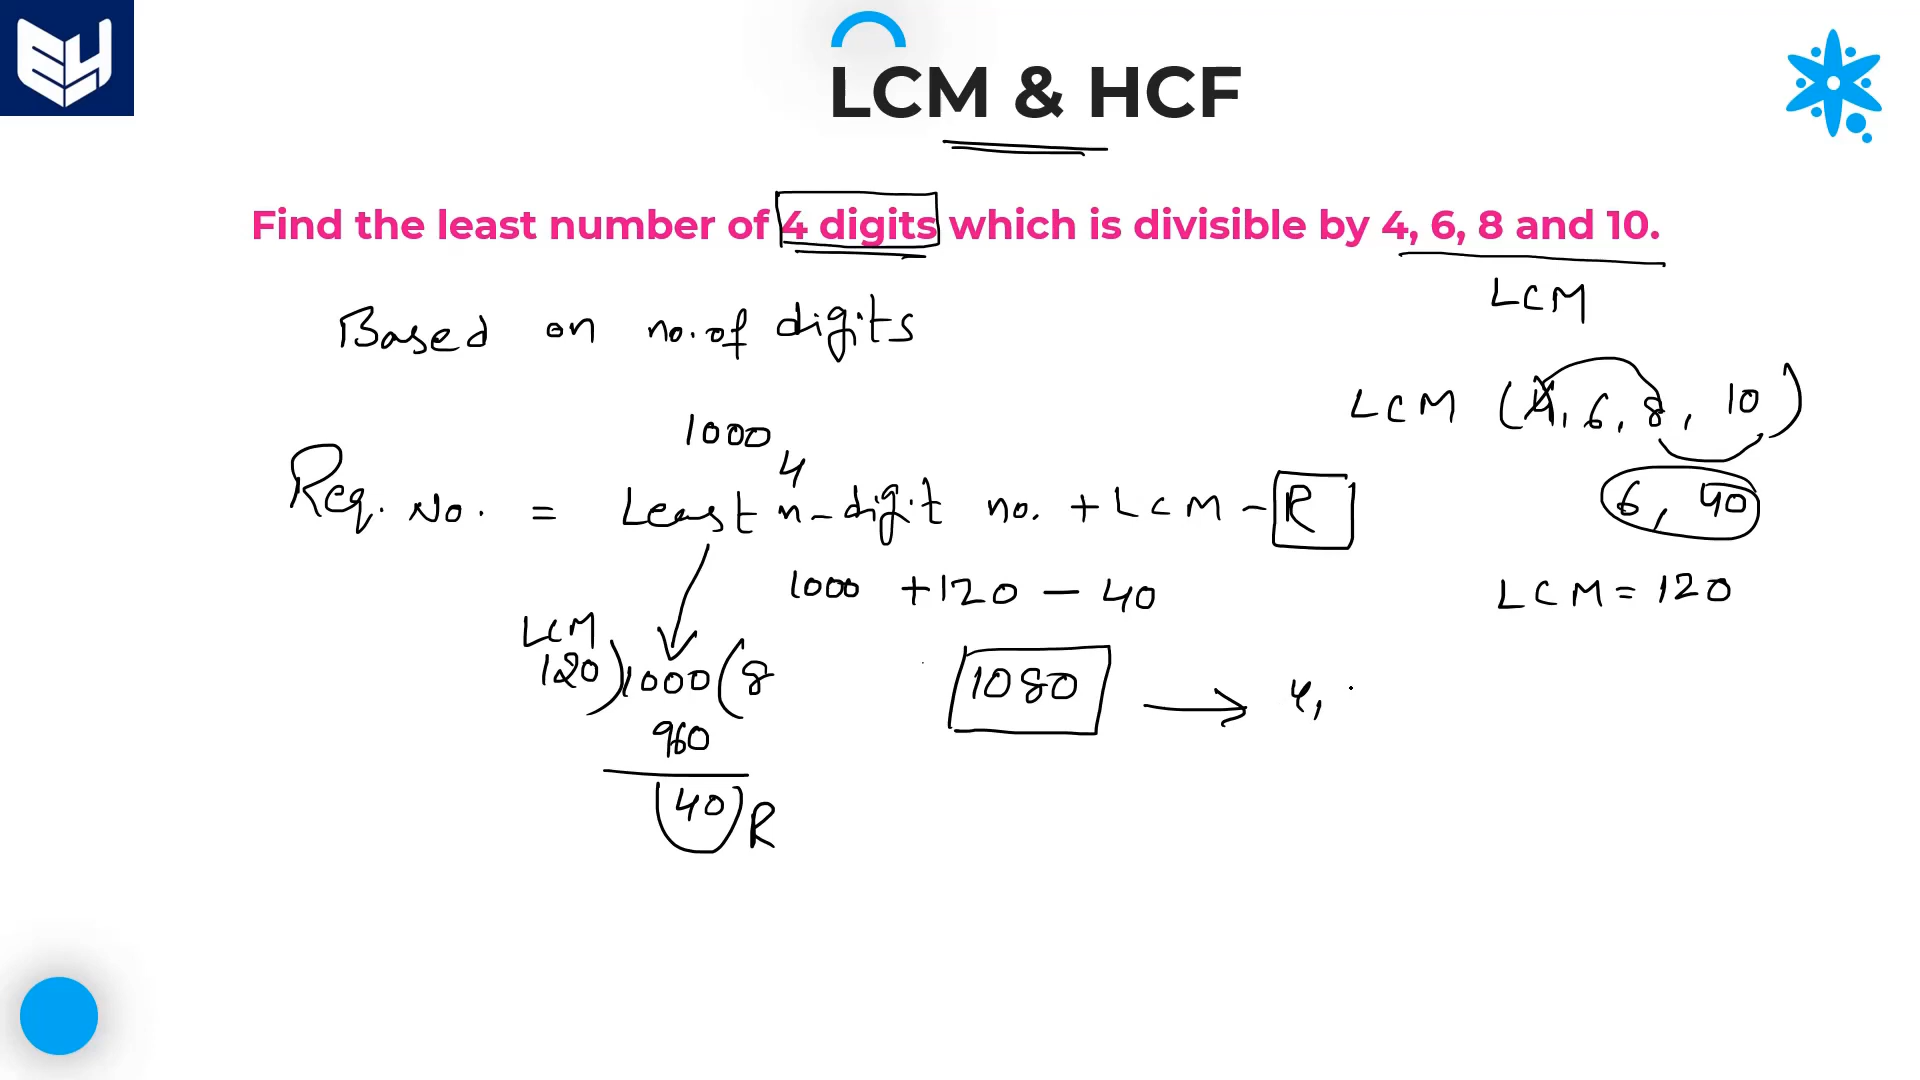 LCM & HCF
Find the least number of 4 digits which is divisible by 4, 6, 8 and 10.
LCM
Based on no. of digits
LCM (4, 6, 8, 10)
1000
4
Req. No. = Least n-digit no. + LCM - R
6, 40
1000 + 120 - 40
LCM = 120
LCM
120)1000(8
960
40 R
1080 → 4,